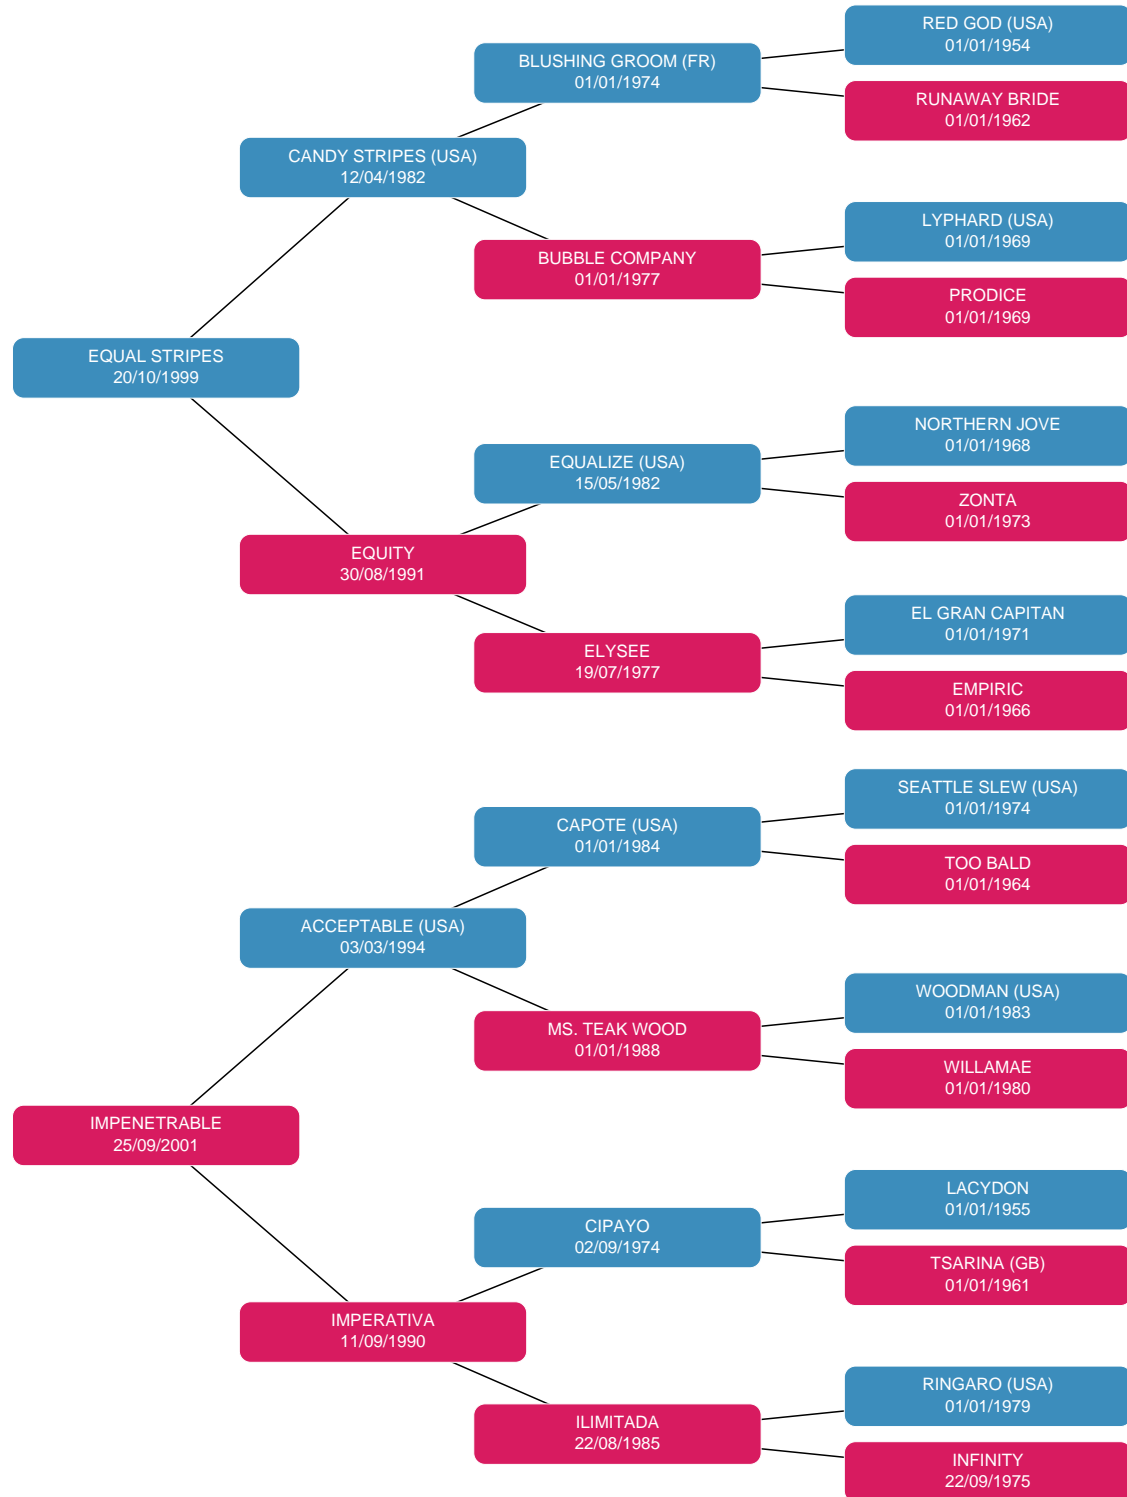 RED GOD (USA)
01/01/1954
BLUSHING GROOM (FR)
01/01/1974
RUNAWAY BRIDE
01/01/1962
CANDY STRIPES (USA)
12/04/1982
LYPHARD (USA)
01/01/1969
BUBBLE COMPANY
01/01/1977
PRODICE
01/01/1969
EQUAL STRIPES
20/10/1999
NORTHERN JOVE
01/01/1968
EQUALIZE (USA)
15/05/1982
ZONTA
01/01/1973
EQUITY
30/08/1991
EL GRAN CAPITAN
01/01/1971
ELYSEE
19/07/1977
EMPIRIC
01/01/1966
SEATTLE SLEW (USA)
01/01/1974
CAPOTE (USA)
01/01/1984
TOO BALD
01/01/1964
ACCEPTABLE (USA)
03/03/1994
WOODMAN (USA)
01/01/1983
MS. TEAK WOOD
01/01/1988
WILLAMAE
01/01/1980
IMPENETRABLE
25/09/2001
LACYDON
01/01/1955
CIPAYO
02/09/1974
TSARINA (GB)
01/01/1961
IMPERATIVA
11/09/1990
RINGARO (USA)
01/01/1979
ILIMITADA
22/08/1985
INFINITY
22/09/1975